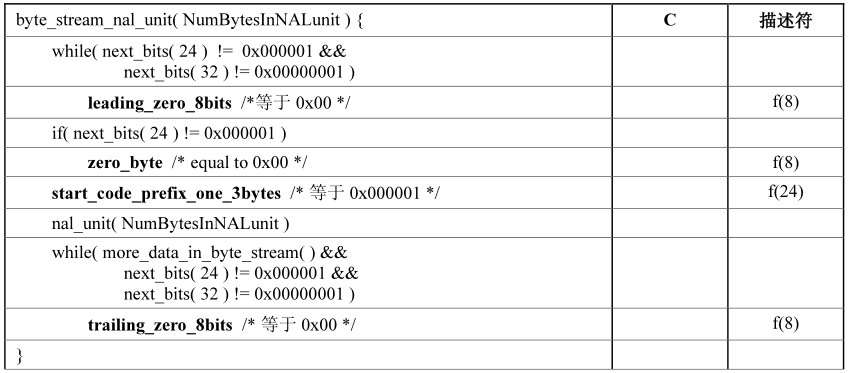 byte_stream_nal_unit( NumBytesInNALunit ) { C 描述符
while( next_bits( 24 ) != 0x000001 &&
next_bits( 32 ) != 0x00000001 )
leading_zero_8bits /*等于 0x00 */ f(8)
if( next_bits( 24 ) != 0x000001 )
zero_byte /* equal to 0x00 */ f(8)
start_code_prefix_one_3bytes /* 等于 0x000001 */ f(24)
nal_unit( NumBytesInNALunit )
while( more_data_in_byte_stream( ) &&
next_bits( 24 ) != 0x000001 &&
next_bits( 32 ) != 0x00000001 )
trailing_zero_8bits /* 等于 0x00 */ f(8)
}